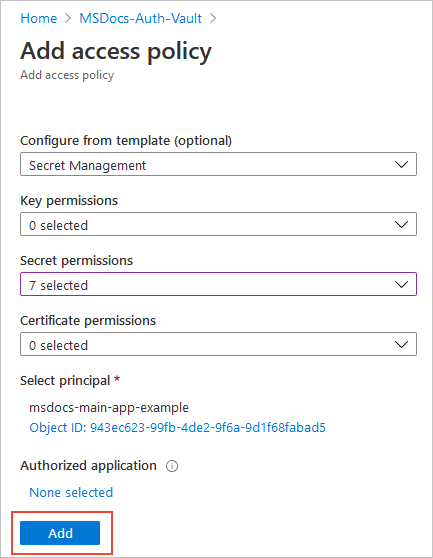 Home > MSDocs-Auth-Vault >
Add access policy
Add access policy
Configure from template (optional)
Secret Management
Key permissions
0 selected
Secret permissions
7 selected
Certificate permissions
0 selected
Select principal *
msdocs-main-app-example
Object ID: 943ec623-99fb-4de2-9f6a-9d1f68fabad5
Authorized application
None selected
Add